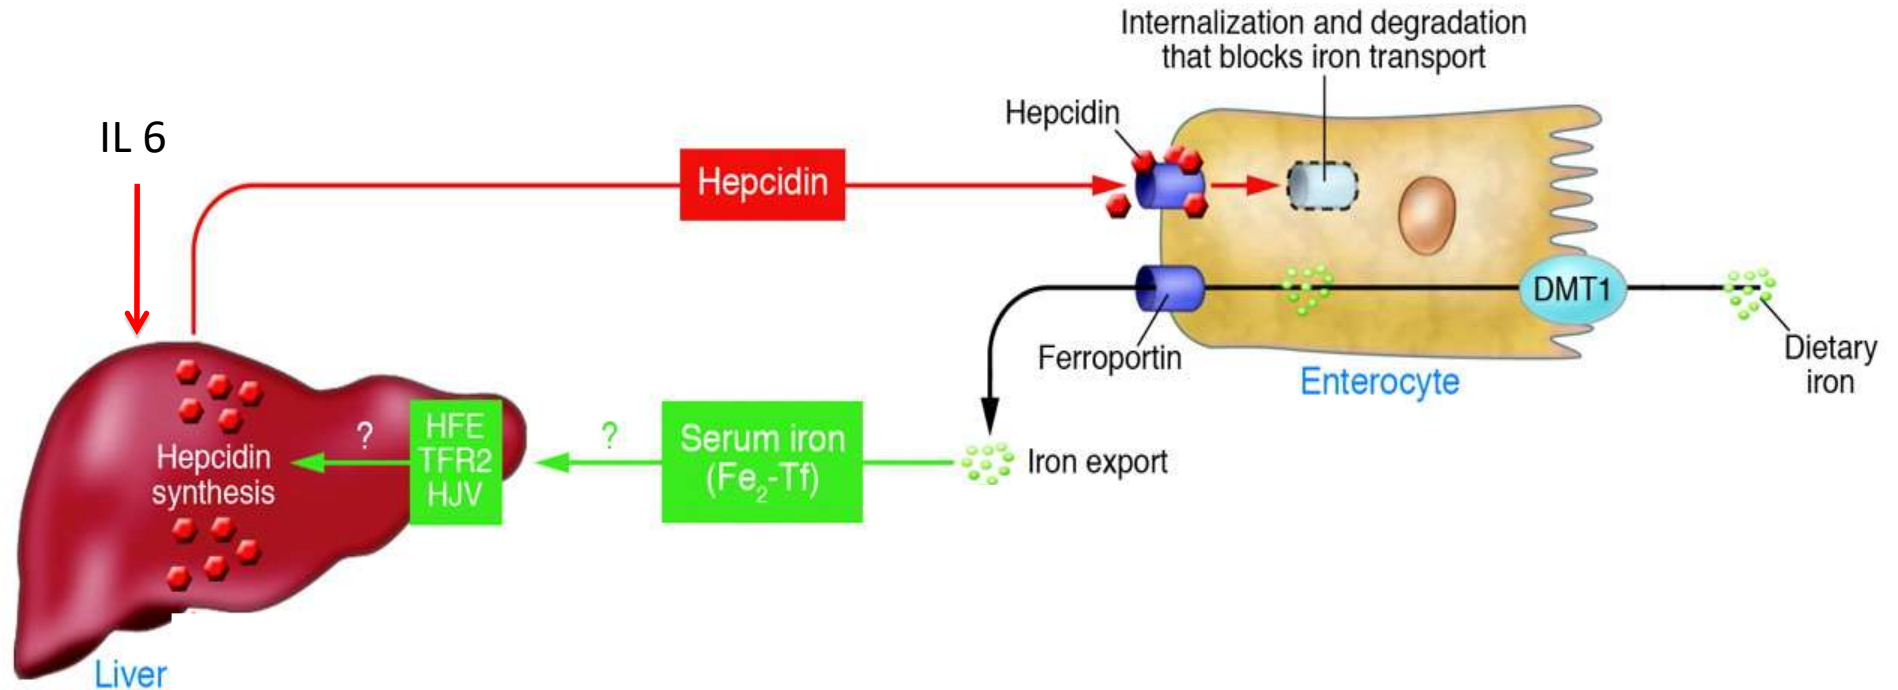 Internalization and degradation
that blocks iron transport
Hepcidin
IL 6
Hepcidin
DMT1
Ferroportin
Dietary
iron
Enterocyte
HFE
TFR2
HJV
?
?
Serum iron
(Fe₂-Tf)
Iron export
Hepcidin
synthesis
Liver